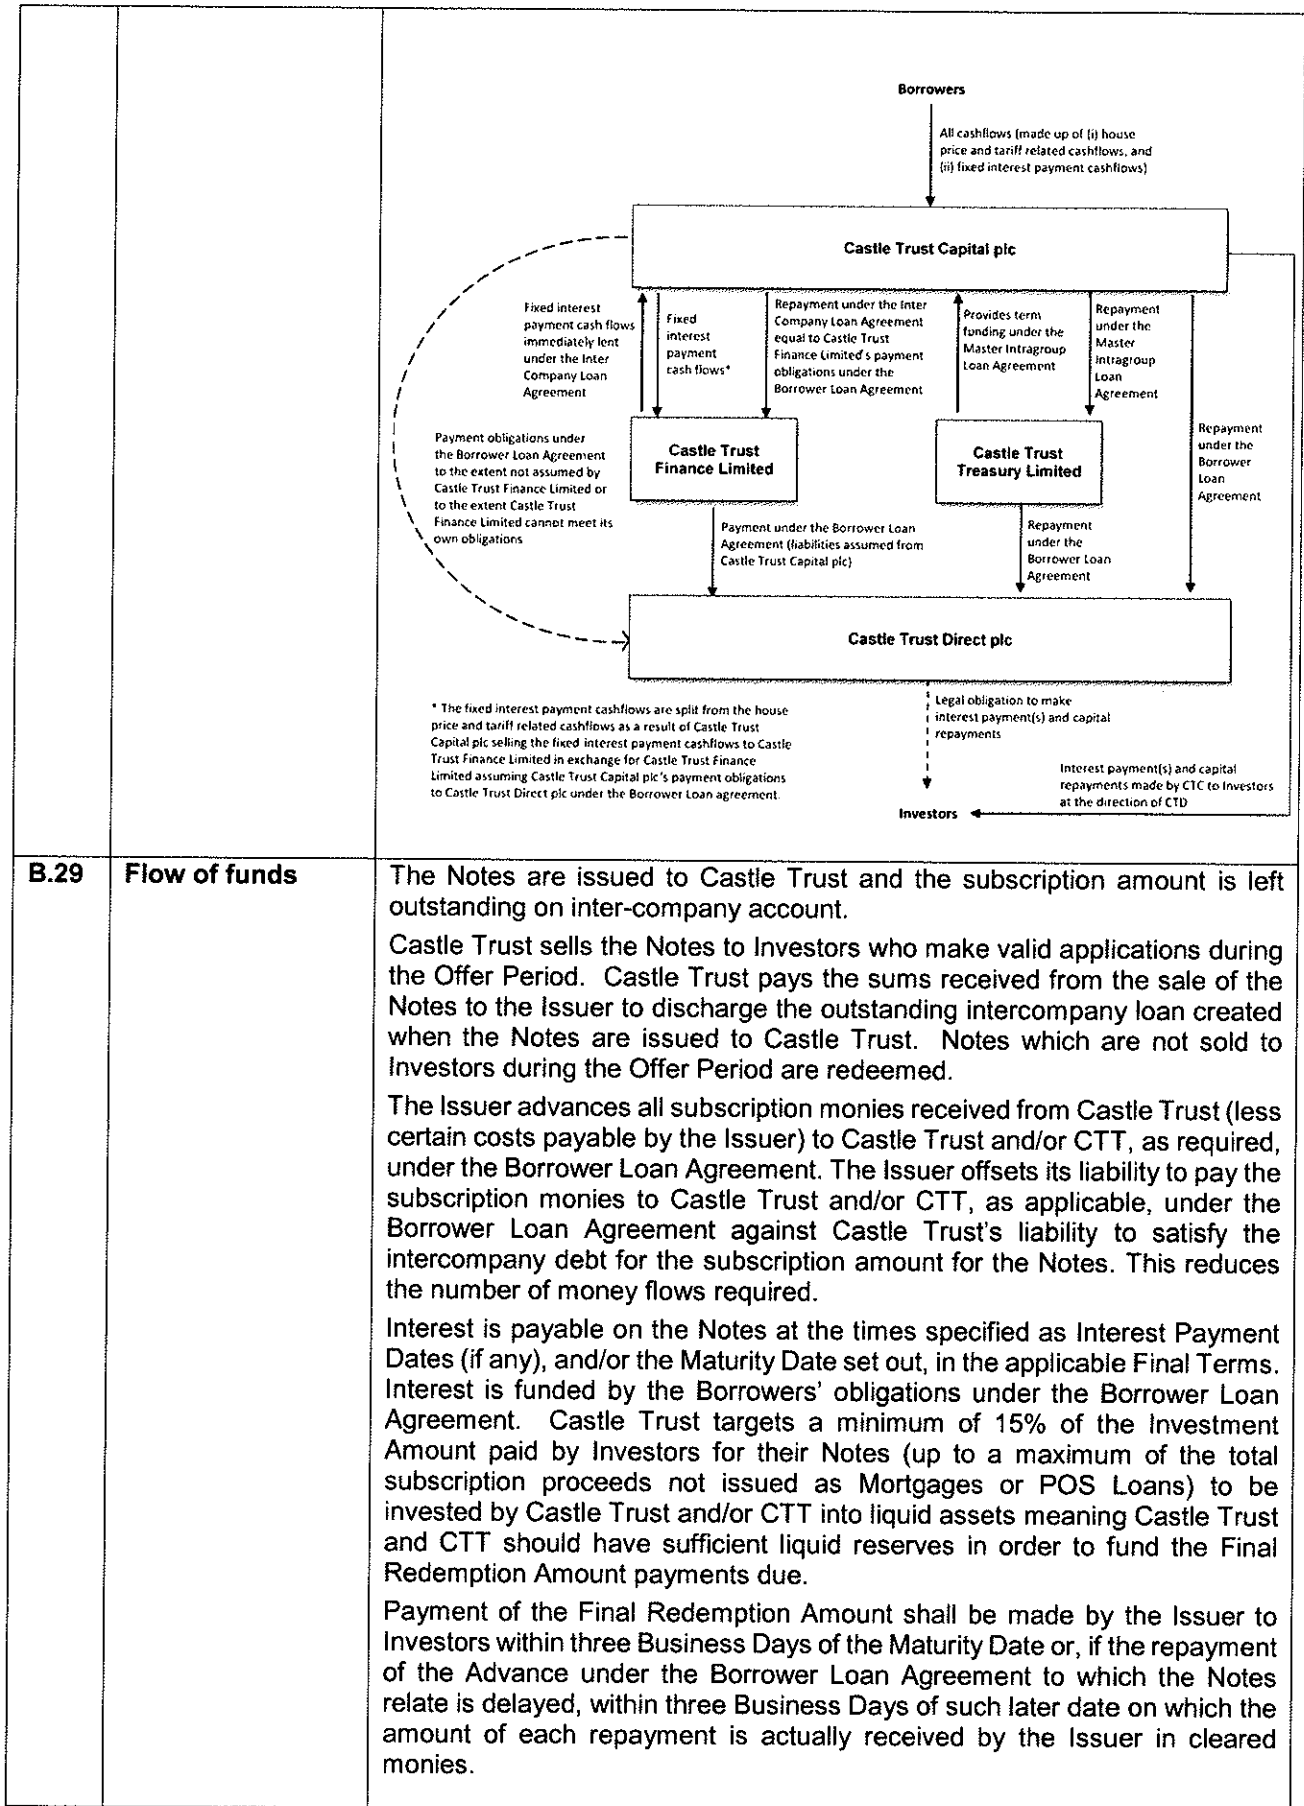 Borrowers
All cashflows (made up of (i) house
price and tariff related cashflows, and
(ii) fixed interest payment cashflows)
Castle Trust Capital plc
Fixed interest
payment cash flows
immediately lent
under the Inter
Company Loan
Agreement
Fixed
interest
payment
cash flows*
Repayment under the Inter
Company Loan Agreement
equal to Castle Trust
Finance Limited's payment
obligations under the
Borrower Loan Agreement
Provides term
funding under the
Master Intragroup
Loan Agreement
Repayment
under the
Master
Intragroup
Loan
Agreement
Repayment
under the
Borrower
Loan
Agreement
Payment obligations under
the Borrower Loan Agreement
to the extent not assumed by
Castle Trust Finance Limited or
to the extent Castle Trust
Finance Limited cannot meet its
own obligations
Castle Trust
Finance Limited
Castle Trust
Treasury Limited
Payment under the Borrower Loan
Agreement (liabilities assumed from
Castle Trust Capital plc)
Repayment
under the
Borrower Loan
Agreement
Castle Trust Direct plc
* The fixed interest payment cashflows are split from the house
price and tariff related cashflows as a result of Castle Trust
Capital plc selling the fixed interest payment cashflows to Castle
Trust Finance Limited in exchange for Castle Trust Finance
Limited assuming Castle Trust Capital plc's payment obligations
to Castle Trust Direct plc under the Borrower Loan agreement.
Legal obligation to make
interest payment(s) and capital
repayments
Interest payment(s) and capital
repayments made by CTC to Investors
at the direction of CTD
Investors
B.29 Flow of funds
The Notes are issued to Castle Trust and the subscription amount is left
outstanding on inter-company account.
Castle Trust sells the Notes to Investors who make valid applications during
the Offer Period. Castle Trust pays the sums received from the sale of the
Notes to the Issuer to discharge the outstanding intercompany loan created
when the Notes are issued to Castle Trust. Notes which are not sold to
Investors during the Offer Period are redeemed.
The Issuer advances all subscription monies received from Castle Trust (less
certain costs payable by the Issuer) to Castle Trust and/or CTT, as required,
under the Borrower Loan Agreement. The Issuer offsets its liability to pay the
subscription monies to Castle Trust and/or CTT, as applicable, under the
Borrower Loan Agreement against Castle Trust's liability to satisfy the
intercompany debt for the subscription amount for the Notes. This reduces
the number of money flows required.
Interest is payable on the Notes at the times specified as Interest Payment
Dates (if any), and/or the Maturity Date set out, in the applicable Final Terms.
Interest is funded by the Borrowers' obligations under the Borrower Loan
Agreement. Castle Trust targets a minimum of 15% of the Investment
Amount paid by Investors for their Notes (up to a maximum of the total
subscription proceeds not issued as Mortgages or POS Loans) to be
invested by Castle Trust and/or CTT into liquid assets meaning Castle Trust
and CTT should have sufficient liquid reserves in order to fund the Final
Redemption Amount payments due.
Payment of the Final Redemption Amount shall be made by the Issuer to
Investors within three Business Days of the Maturity Date or, if the repayment
of the Advance under the Borrower Loan Agreement to which the Notes
relate is delayed, within three Business Days of such later date on which the
amount of each repayment is actually received by the Issuer in cleared
monies.